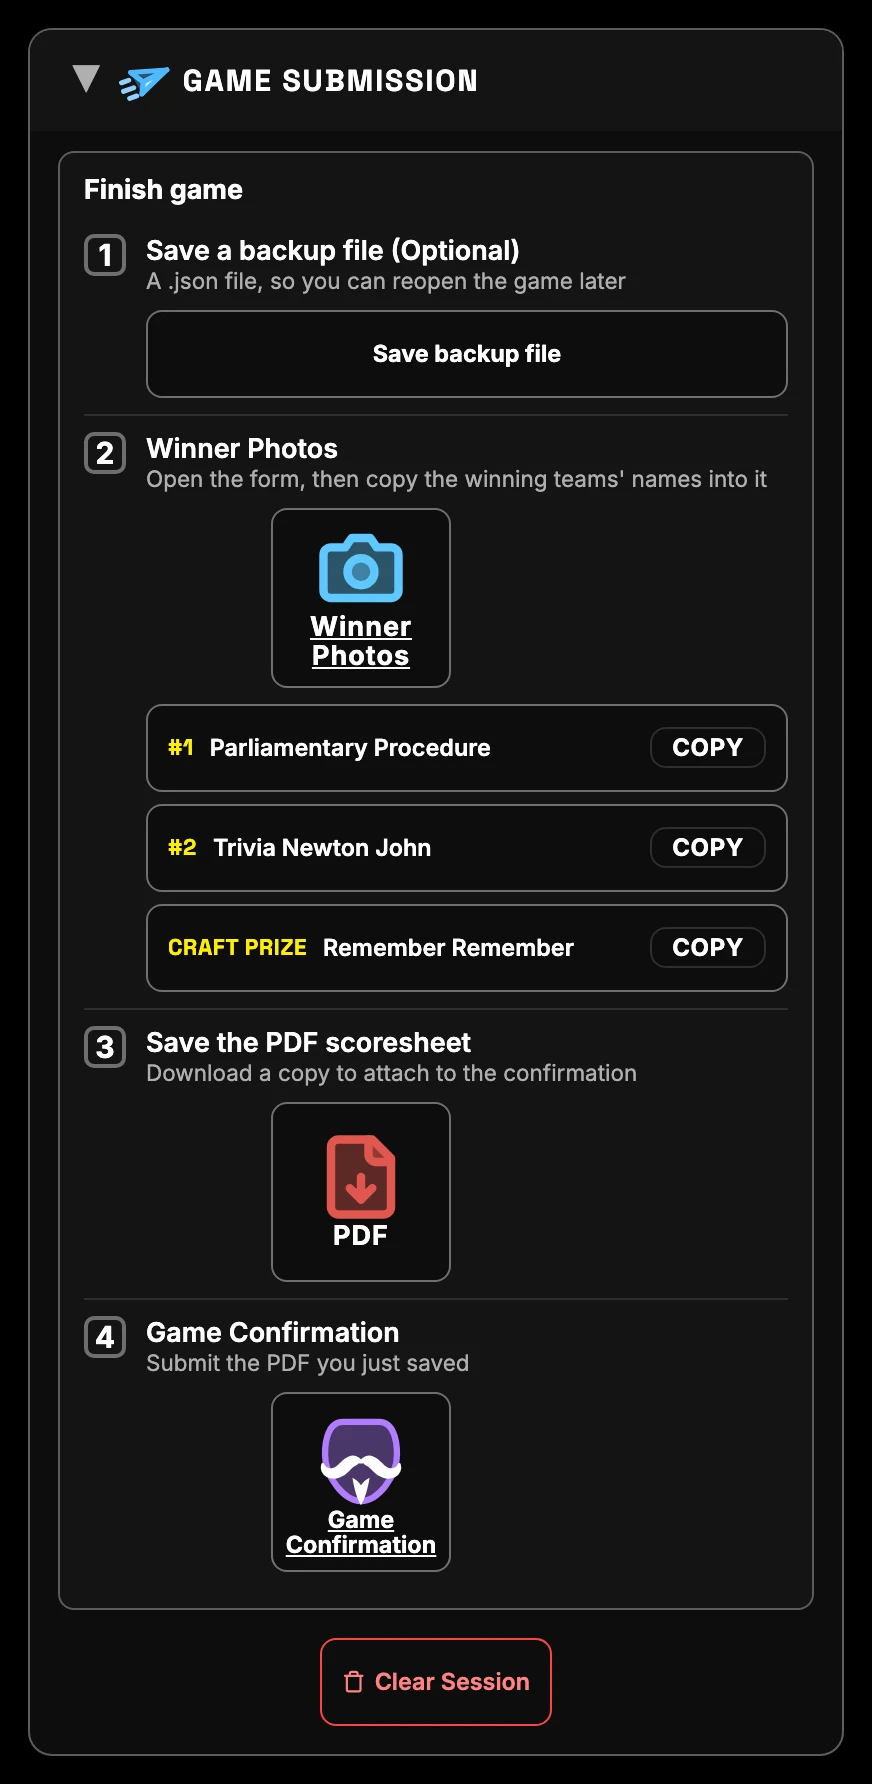 GAME SUBMISSION
Finish game
1
Save a backup file (Optional)
A .json file, so you can reopen the game later
Save backup file
2
Winner Photos
Open the form, then copy the winning teams' names into it
Winner
Photos
#1 Parliamentary Procedure COPY
#2 Trivia Newton John COPY
CRAFT PRIZE Remember Remember COPY
3
Save the PDF scoresheet
Download a copy to attach to the confirmation
PDF
4
Game Confirmation
Submit the PDF you just saved
Game
Confirmation
Clear Session